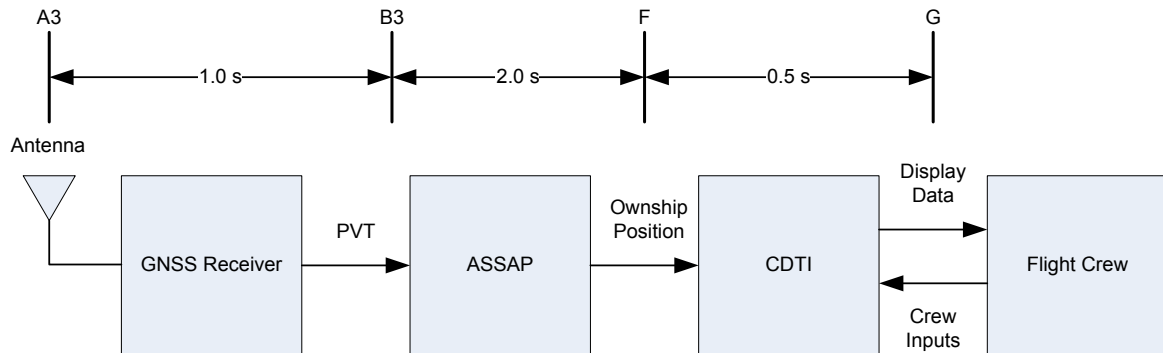 A3
B3
F
G
1.0 s
2.0 s
0.5 s
Antenna
GNSS Receiver
PVT
ASSAP
Ownship
Position
CDTI
Display
Data
Crew
Inputs
Flight Crew